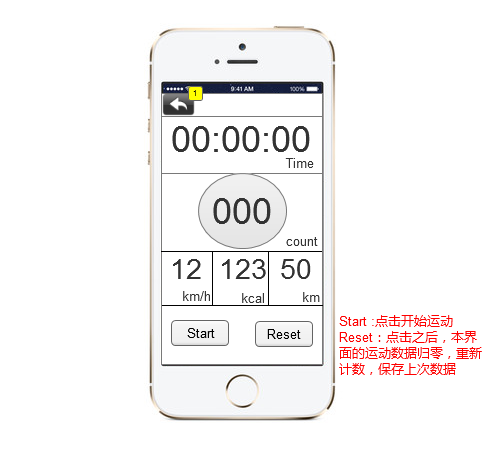 9:41 AM
100%
1
00:00:00
Time
000
count
12
123
50
km/h
kcal
km
Start
Reset
Start :点击开始运动
Reset：点击之后，本界
面的运动数据归零，重新
计数，保存上次数据